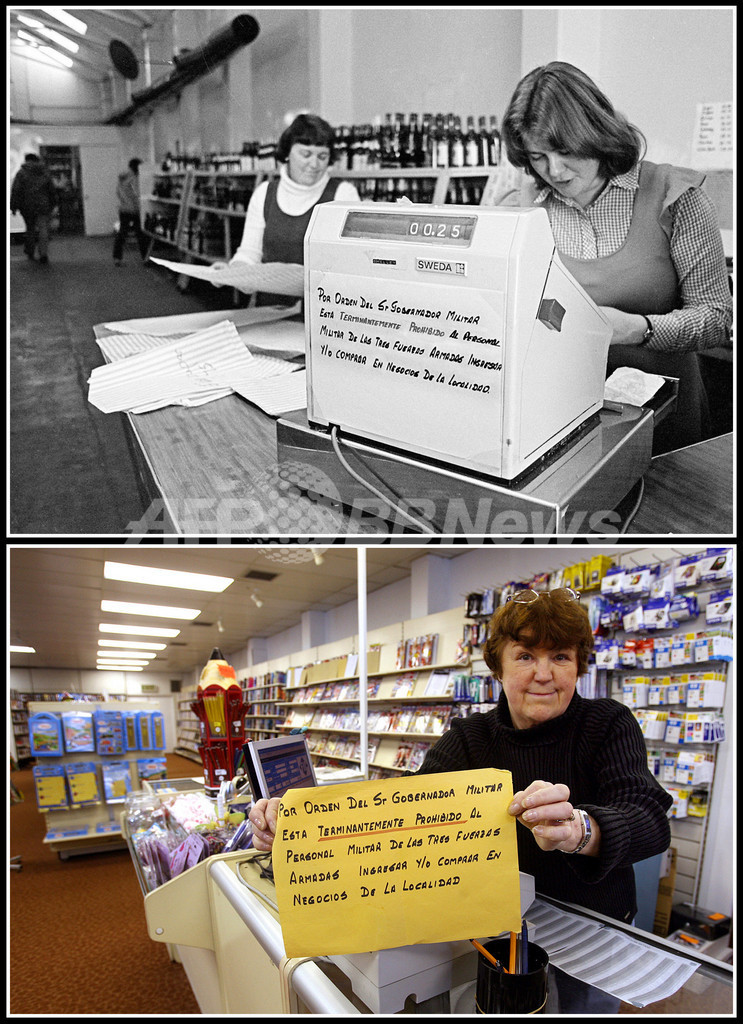 00.25
SWEDA
POR ORDEN DEL Sr GOBERNADOR MILITAR
ESTA TERMINANTEMENTE PROHIBIDO AL PERSONAL
MILITAR DE LAS TRES FUERZAS ARMADAS INGRESAR
Y/O COMPRAR EN NEGOCIOS DE LA LOCALIDAD.
AFPBBNews
POR ORDEN DEL Sr GOBERNADOR MILITAR
ESTA TERMINANTEMENTE PROHIBIDO AL
PERSONAL MILITAR DE LAS TRES FUERZAS
ARMADAS INGRESAR Y/O COMPRAR EN
NEGOCIOS DE LA LOCALIDAD